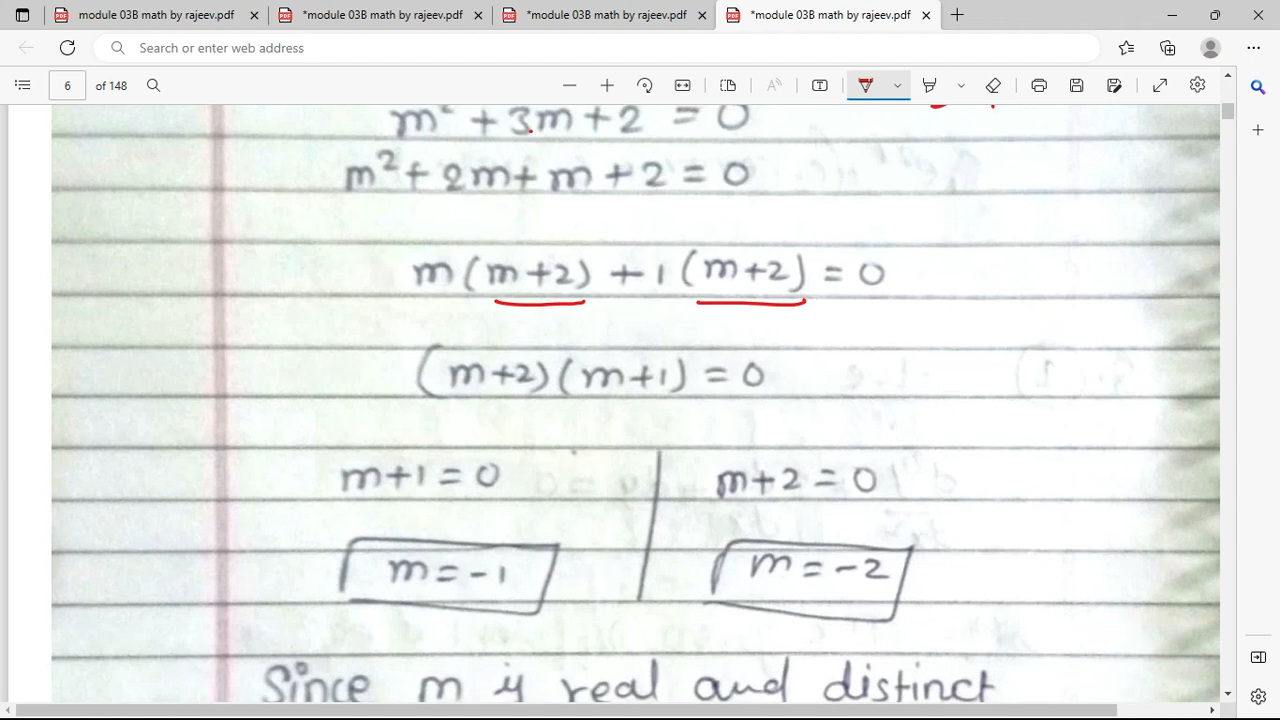 module 03B math by rajeev.pdf
*module 03B math by rajeev.pdf
*module 03B math by rajeev.pdf
*module 03B math by rajeev.pdf
Search or enter web address
6 of 148
m² + 3m + 2 = 0
m² + 2m + m + 2 = 0
m (m+2) + 1 (m+2) = 0
(m+2) (m+1) = 0
m+1 = 0
m+2 = 0
m = -1
m = -2
Since m is real and distinct